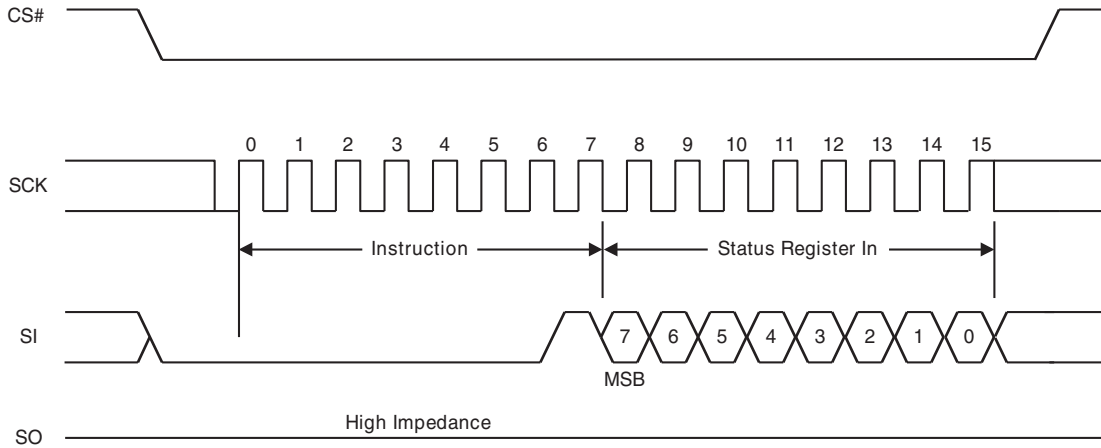 CS#
0 1 2 3 4 5 6 7 8 9 10 11 12 13 14 15
SCK
Instruction Status Register In
SI
7 6 5 4 3 2 1 0
MSB
High Impedance
SO